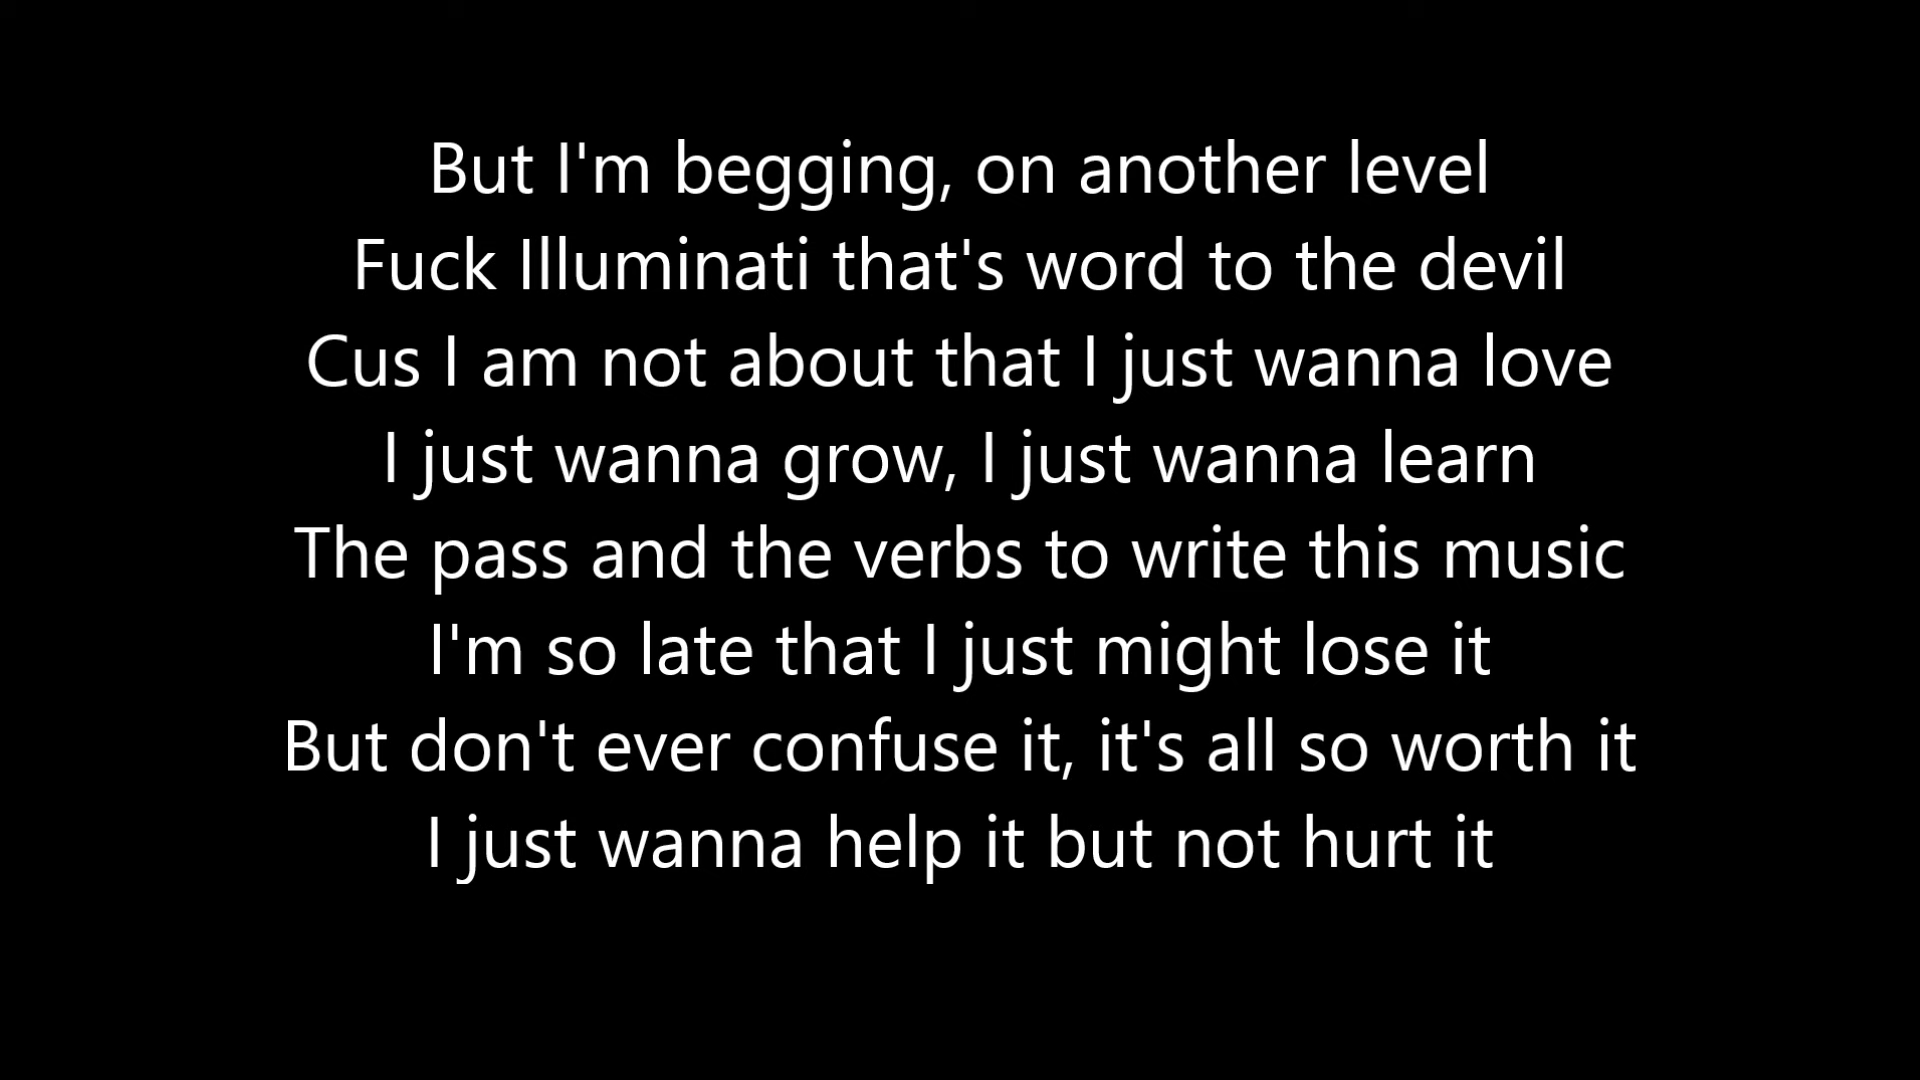 But I'm begging, on another level
Fuck Illuminati that's word to the devil
Cus I am not about that I just wanna love
I just wanna grow, I just wanna learn
The pass and the verbs to write this music
I'm so late that I just might lose it
But don't ever confuse it, it's all so worth it
I just wanna help it but not hurt it